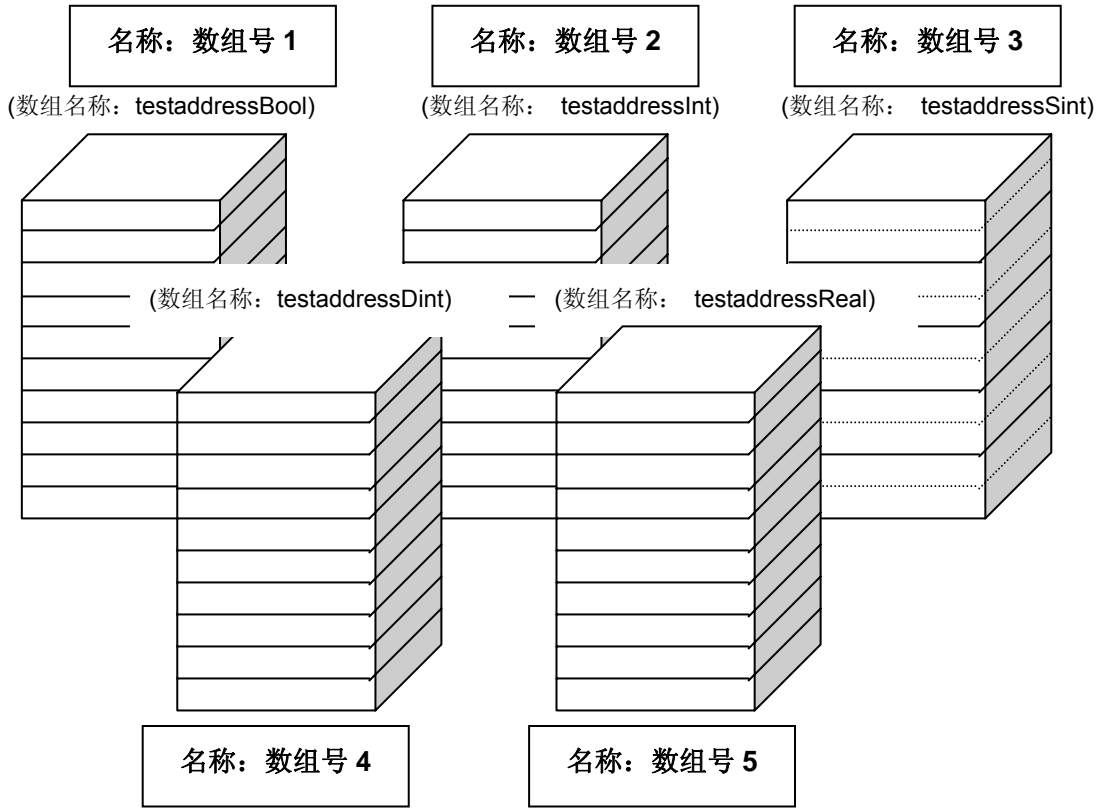 名称：数组号 1
名称：数组号 2
名称：数组号 3
(数组名称：testaddressBool)
(数组名称： testaddressInt)
(数组名称： testaddressSint)
(数组名称：testaddressDint)
(数组名称： testaddressReal)
名称：数组号 4
名称：数组号 5